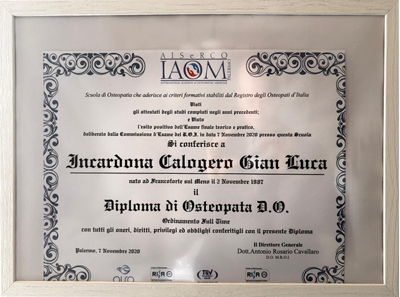 AISeRCO
IAOM
Scuola di Osteopatia che aderisce ai criteri formativi stabiliti dal Registro degli Osteopati d'Italia
Visti
gli attestati degli studi compiuti negli anni precedenti;
e Visto
l'esito positivo dell'Esame finale teorico e pratico,
deliberato dalla Commissione d'Esame del R.O.I. in data 7 Novembre 2020 presso questa Scuola
Si conferisce a
Incardona Calogero Gian Luca
nato ad Francoforte sul Meno il 2 Novembre 1987
il
Diploma di Osteopata D.O.
Ordinamento Full Time
con tutti gli oneri, diritti, privilegi ed obblighi conferitigli con il presente Diploma
Palermo, 7 Novembre 2020
Il Direttore Generale
Dott. Antonio Rosario Cavallaro
D.O. M.R.O.I.